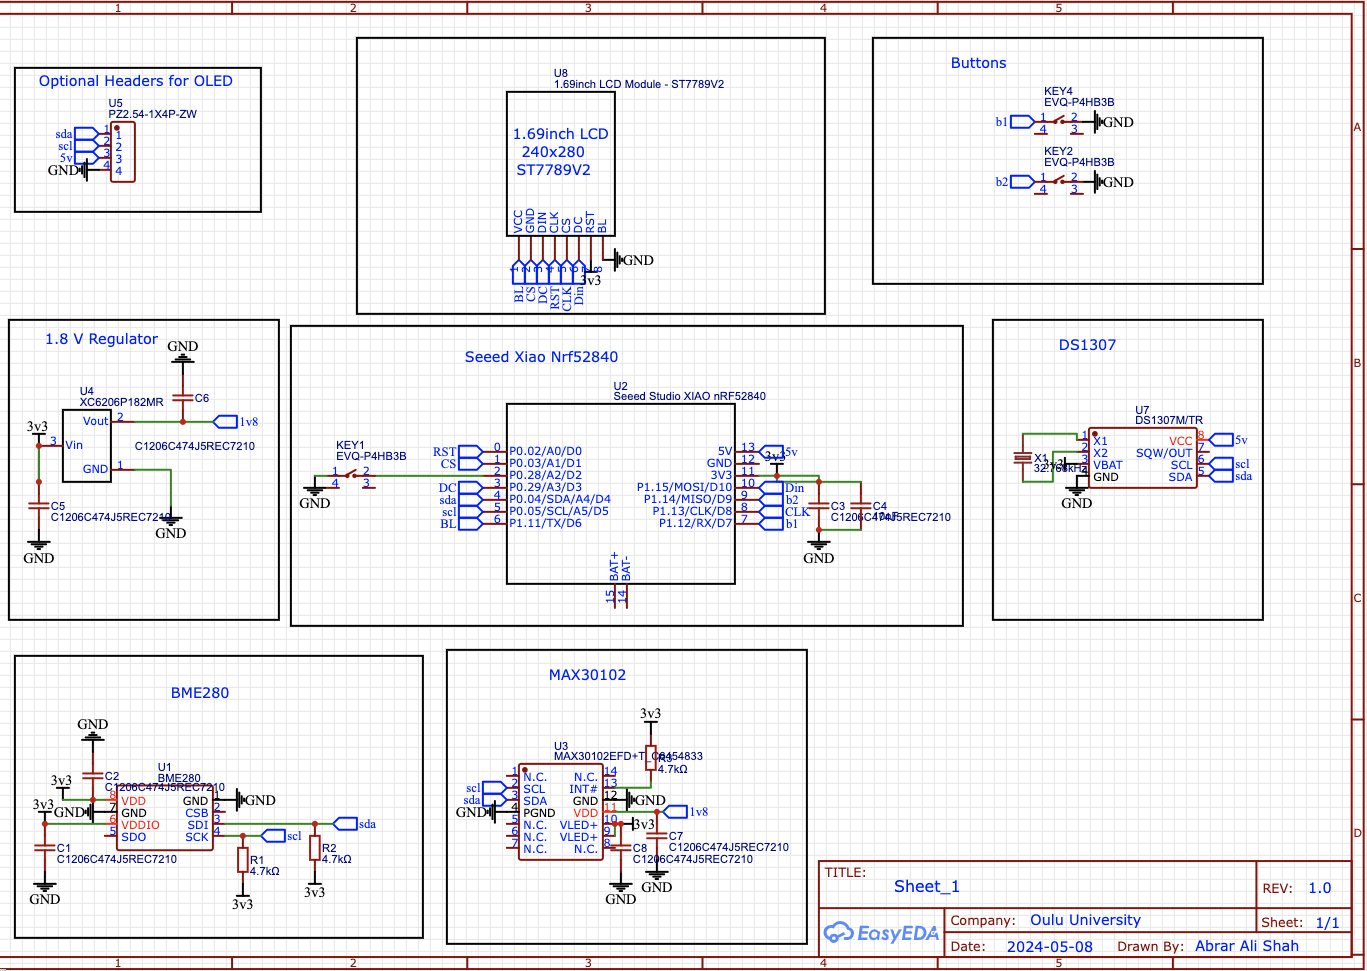 1 2 3 4 5
A
B
C
D
Optional Headers for OLED
U5
PZ2.54-1X4P-ZW
sda 1 1
scl 2 2
5v 3 3
GND 4 4
U8
1.69inch LCD Module - ST7789V2
1.69inch LCD
240x280
ST7789V2
VCC GND DIN CLK CS DC RST BL
1 2 3 4 5 6 8
GND
3v3
BL CS DC RST CLK Din
Buttons
KEY4
EVQ-P4HB3B
b1 1 2 GND
4 3
KEY2
EVQ-P4HB3B
b2 1 2 GND
4 3
1.8 V Regulator
GND
U4
XC6206P182MR
C6
Vout 2 1v8
3v3
3 Vin
C1206C474J5REC7210
GND 1
C5
C1206C474J5REC7210
GND
GND
Seeed Xiao Nrf52840
U2
Seeed Studio XIAO nRF52840
KEY1
EVQ-P4HB3B
1 2
4 3
GND
RST 0 P0.02/A0/D0
CS 1 P0.03/A1/D1
2 P0.28/A2/D2
DC 3 P0.29/A3/D3
sda 4 P0.04/SDA/A4/D4
scl 5 P0.05/SCL/A5/D5
BL 6 P1.11/TX/D6
5V 13 5v
GND 12 3v3
3V3 11
P1.15/MOSI/D10 10 Din
P1.14/MISO/D9 9 b2
P1.13/CLK/D8 8 CLK
P1.12/RX/D7 7 b1
BAT+ BAT-
15 14
C3
C1206C474J5REC7210
C4
GND
DS1307
U7
DS1307M/TR
X1
32.768kHz
3v3
1 X1
2 X2
3 VBAT
4 GND
VCC 8 5v
SQW/OUT 7
SCL 6 scl
SDA 5 sda
GND
BME280
GND
C2
C1206C474J5REC7210
U1
BME280
3v3
3v3
GND
8 VDD
7 GND
6 VDDIO
5 SDO
GND 1 GND
CSB 2
SDI 3 sda
SCK 4 scl
C1
C1206C474J5REC7210
GND
R1
4.7kΩ
R2
4.7kΩ
3v3
3v3
MAX30102
3v3
U3
MAX30102EFD+T_C6454833
R3
4.7kΩ
1 N.C.
scl 2 SCL
sda 3 SDA
GND 4 PGND
5 N.C.
6 N.C.
7 N.C.
N.C. 14
INT# 13
GND 12 GND
VDD 11 1v8
VLED+ 10 3v3
VLED+ 9
N.C. 8
C7
C1206C474J5REC7210
C8
C1206C474J5REC7210
GND
GND
TITLE:
Sheet_1
REV: 1.0
EasyEDA
Company: Oulu University
Sheet: 1/1
Date: 2024-05-08 Drawn By: Abrar Ali Shah
1 2 3 4 5